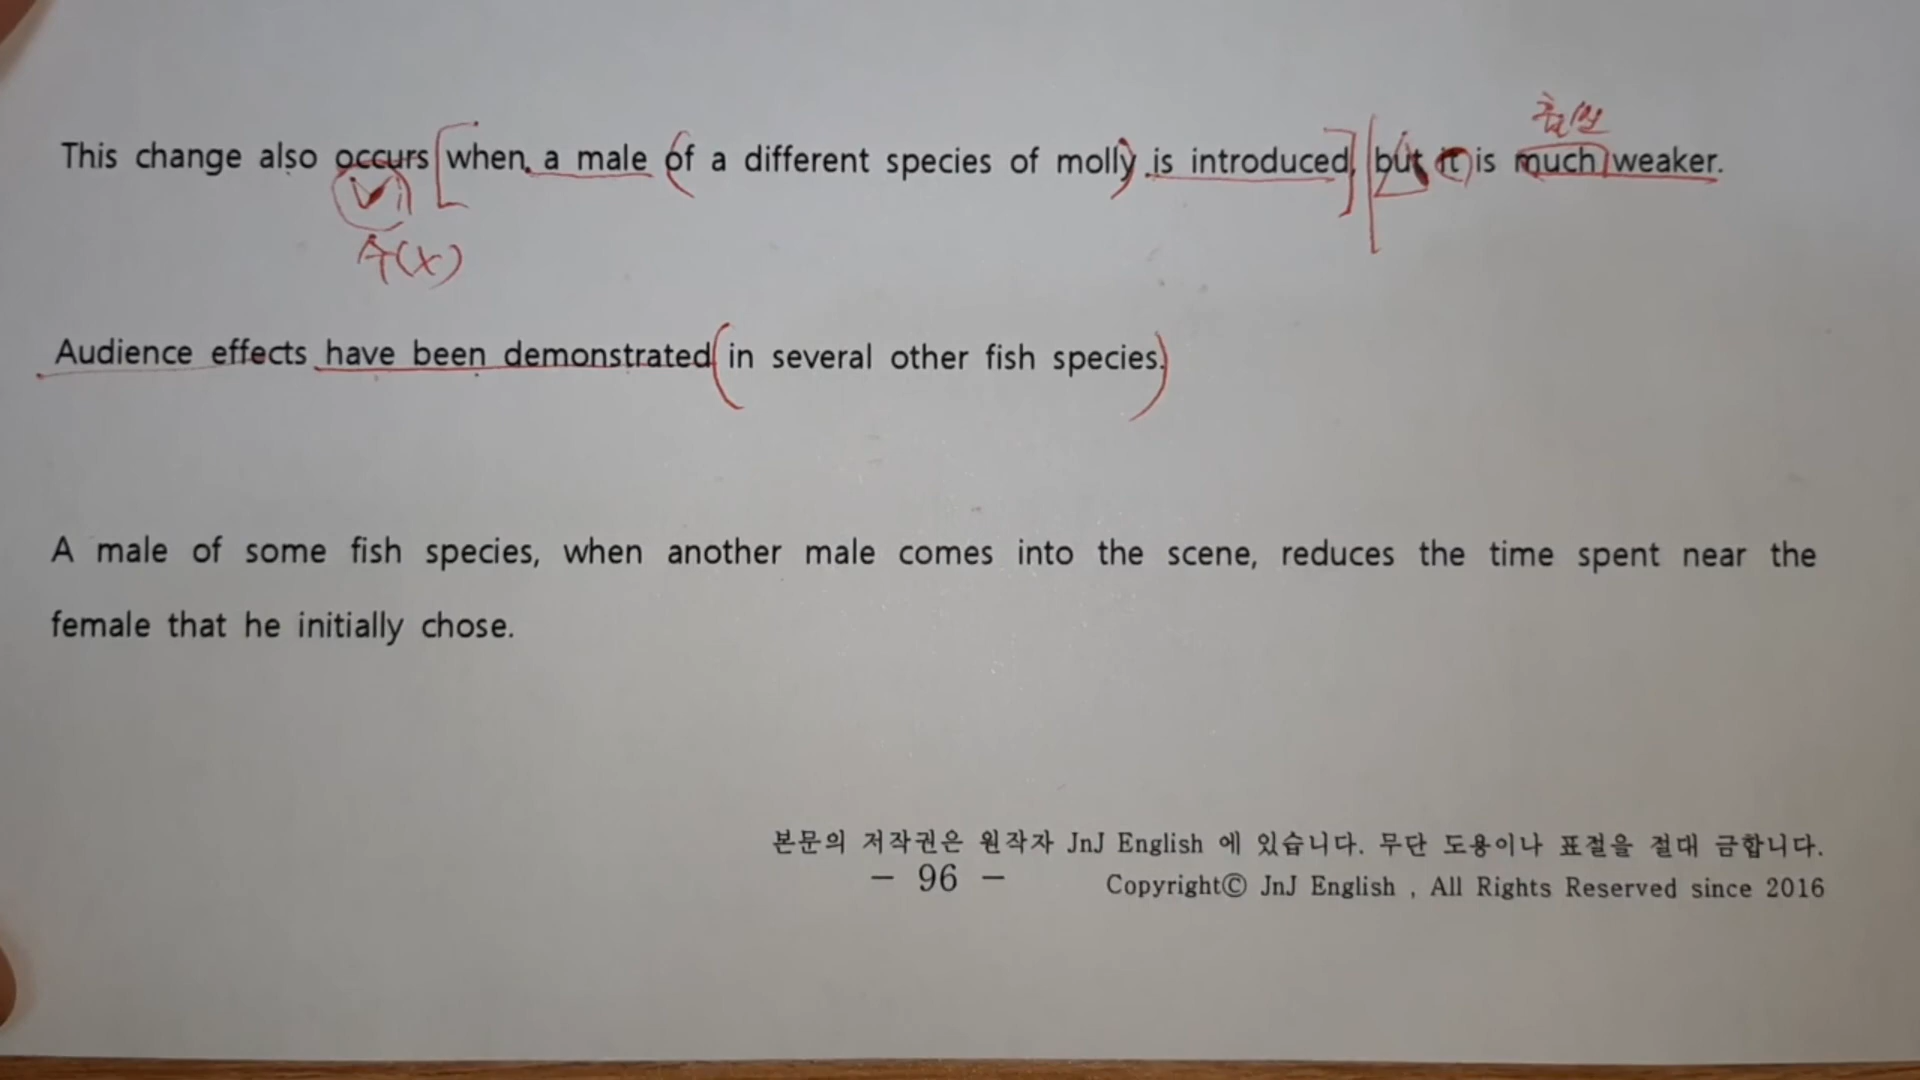 훨씬
This change also occurs when a male of a different species of molly is introduced, but it is much weaker.
vi
수(x)
Audience effects have been demonstrated in several other fish species.
A male of some fish species, when another male comes into the scene, reduces the time spent near the
female that he initially chose.
본문의 저작권은 원작자 JnJ English 에 있습니다. 무단 도용이나 표절을 절대 금합니다.
- 96 -
Copyright© JnJ English , All Rights Reserved since 2016